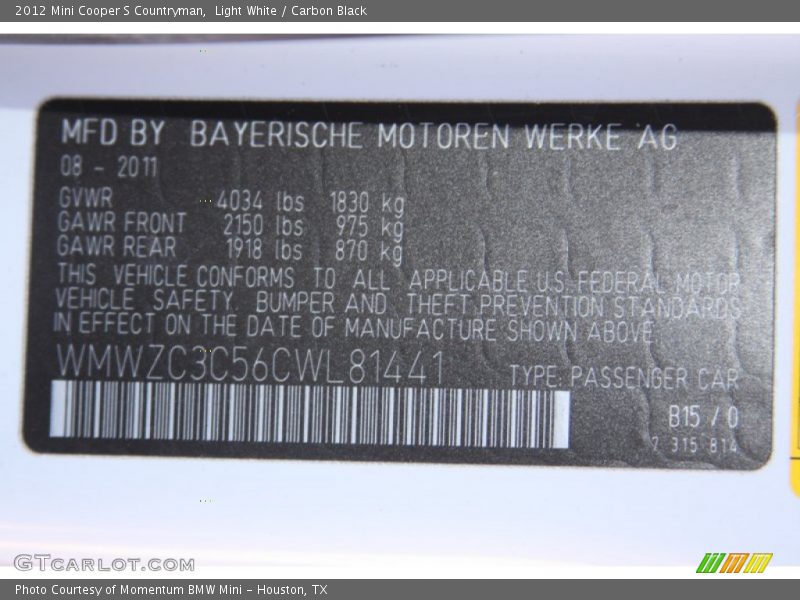 2012 Mini Cooper S Countryman,  Light White / Carbon Black
MFD BY BAYERISCHE MOTOREN WERKE AG
08 - 2011
GVWR 4034 lbs 1830 kg
GAWR FRONT 2150 lbs 975 kg
GAWR REAR 1918 lbs 870 kg
THIS VEHICLE CONFORMS TO ALL APPLICABLE U.S. FEDERAL MOTOR
VEHICLE SAFETY, BUMPER AND THEFT PREVENTION STANDARDS
IN EFFECT ON THE DATE OF MANUFACTURE SHOWN ABOVE
WMWZC3C56CWL81441 TYPE: PASSENGER CAR
B15 / 0
7 315 814
GTCARLOT.COM
Photo Courtesy of Momentum BMW Mini - Houston, TX